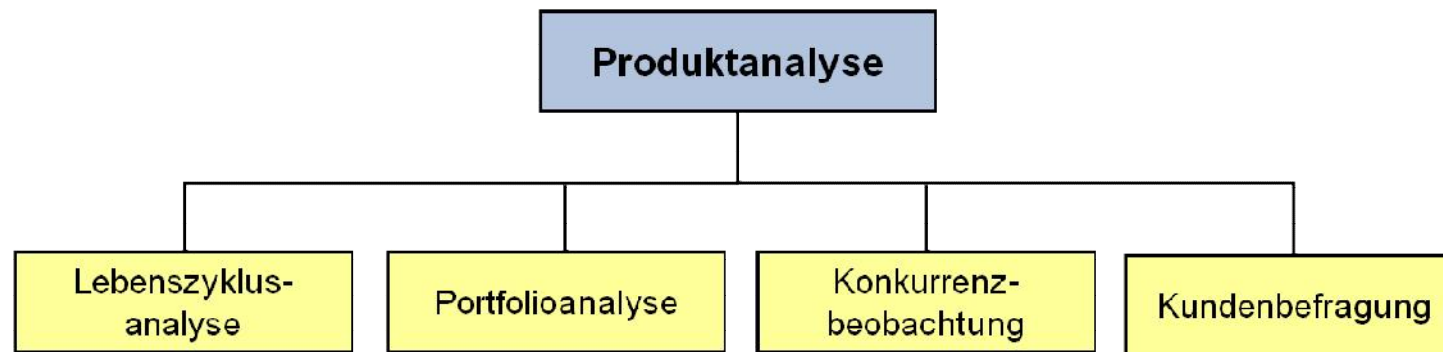 Produktanalyse
Lebenszyklus-
analyse
Portfolioanalyse
Konkurrenz-
beobachtung
Kundenbefragung